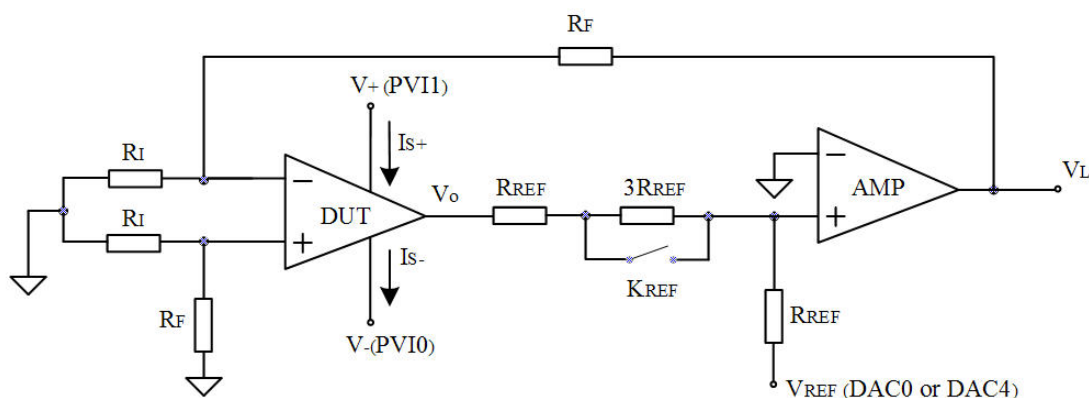 RF
V+ (PVI1)
RI
IS+
VL
Vo
RREF
3RREF
−
DUT
−
AMP
RI
+
+
IS-
KREF
RF
RREF
V-(PVI0)
VREF (DAC0 or DAC4)